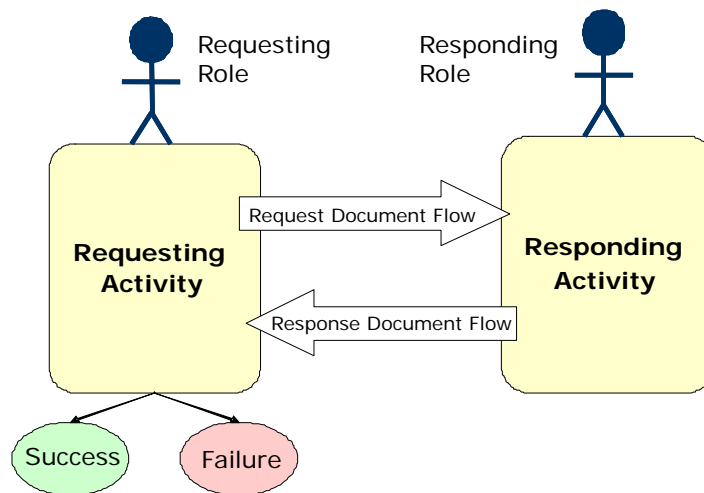 Requesting
Role
Responding
Role
Request Document Flow
Requesting
Activity
Responding
Activity
Response Document Flow
Success
Failure